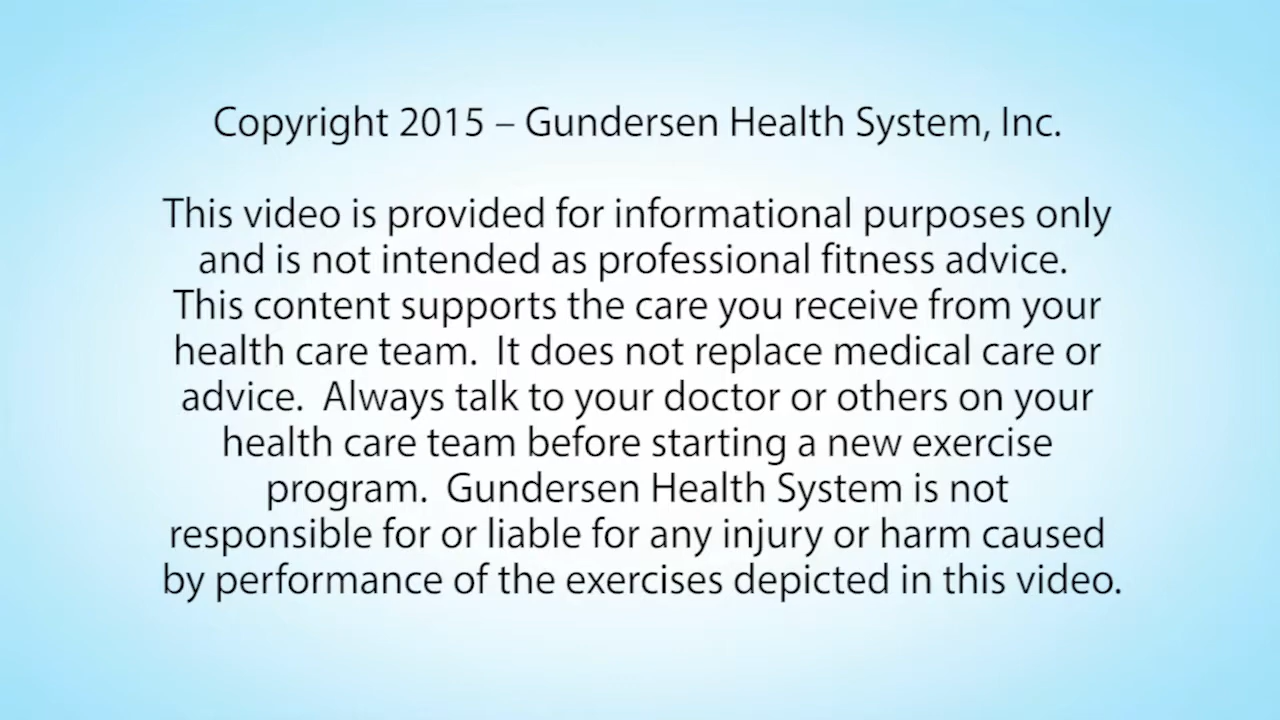 Copyright 2015 – Gundersen Health System, Inc.
This video is provided for informational purposes only
and is not intended as professional fitness advice.
This content supports the care you receive from your
health care team.  It does not replace medical care or
advice.  Always talk to your doctor or others on your
health care team before starting a new exercise
program.  Gundersen Health System is not
responsible for or liable for any injury or harm caused
by performance of the exercises depicted in this video.